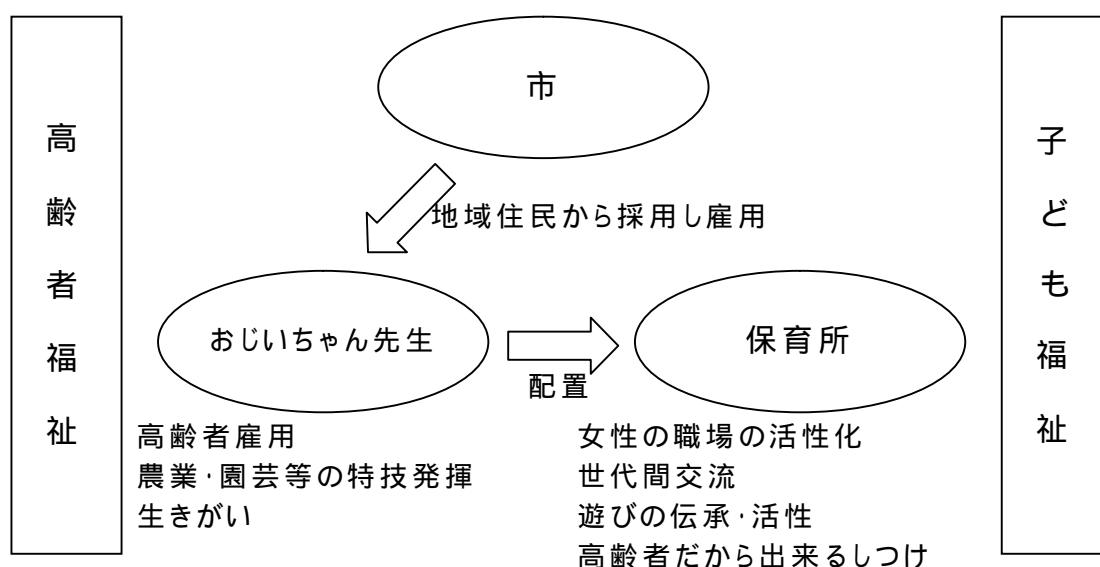 市
高齢者福祉
子ども福祉
地域住民から採用し雇用
おじいちゃん先生
保育所
配置
高齢者雇用
農業・園芸等の特技発揮
生きがい
女性の職場の活性化
世代間交流
遊びの伝承・活性
高齢者だから出来るしつけ